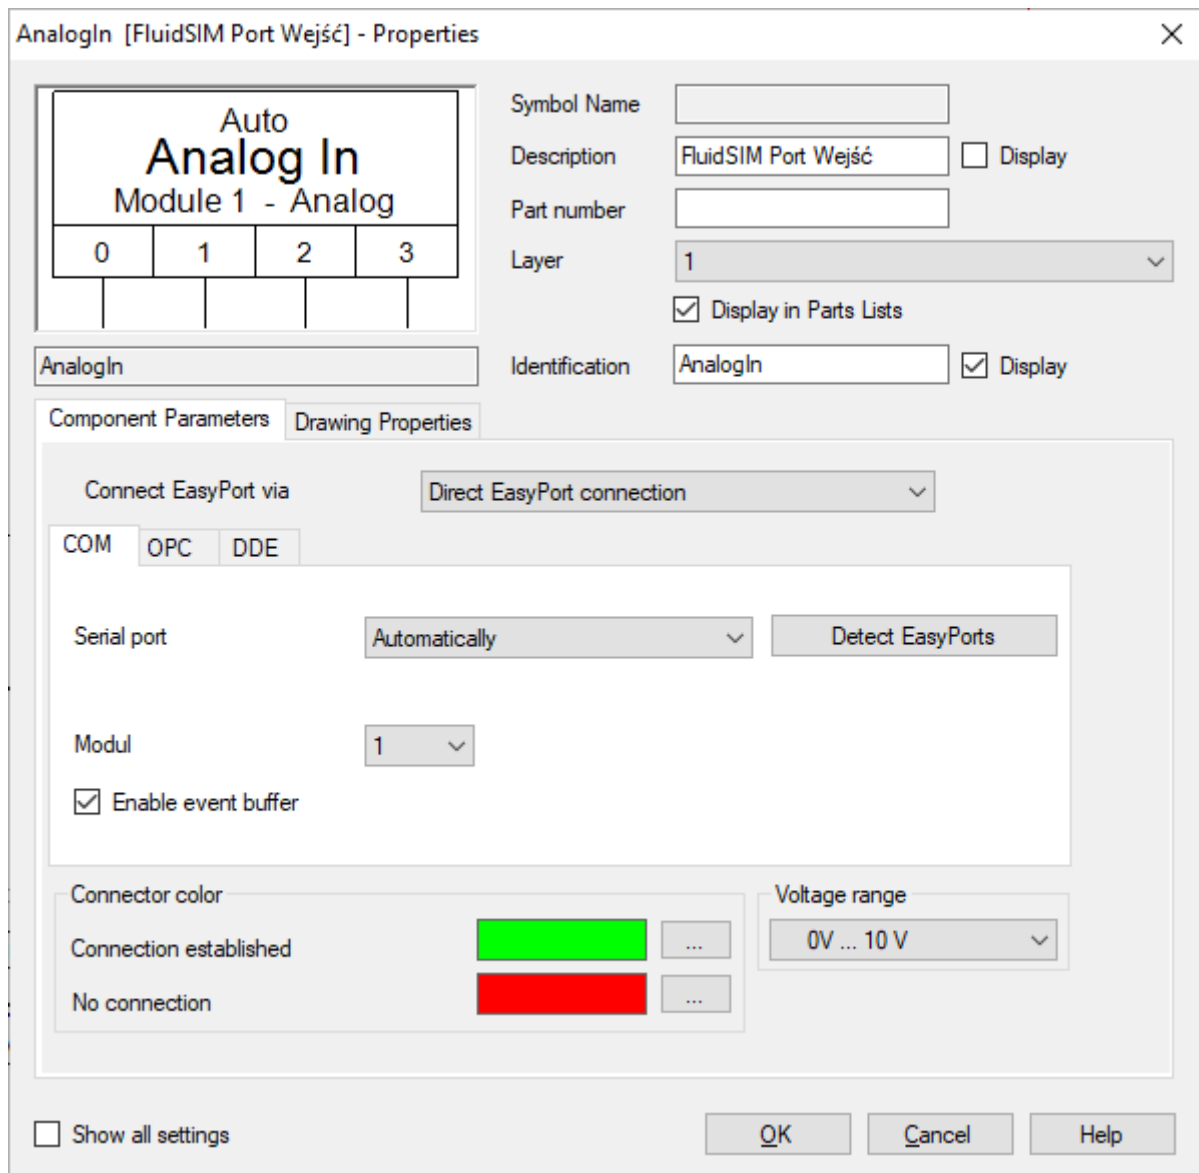 AnalogIn [FluidSIM Port Wejść] - Properties
Auto
Analog In
Module 1 - Analog
0 1 2 3
AnalogIn
Symbol Name
Description FluidSIM Port Wejść Display
Part number
Layer 1
Display in Parts Lists
Identification AnalogIn Display
Component Parameters Drawing Properties
Connect EasyPort via Direct EasyPort connection
COM OPC DDE
Serial port Automatically Detect EasyPorts
Modul 1
Enable event buffer
Connector color
Connection established ...
No connection ...
Voltage range
0V ... 10 V
Show all settings OK Cancel Help